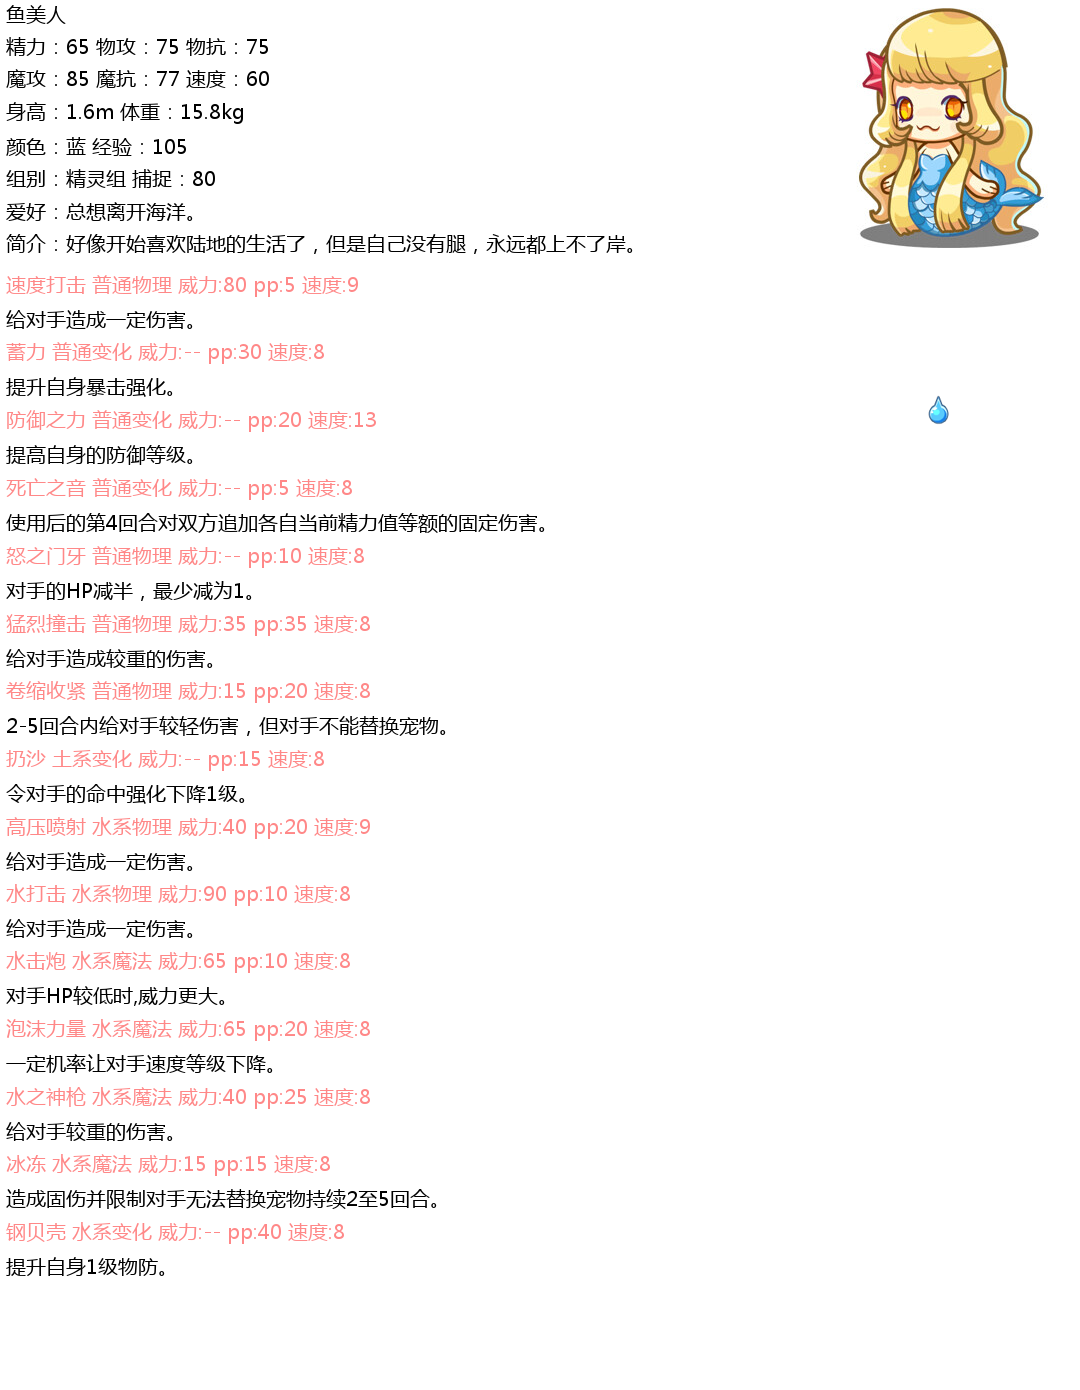 鱼美人
精力：65 物攻：75 物抗：75
魔攻：85 魔抗：77 速度：60
身高：1.6m 体重：15.8kg
颜色：蓝 经验：105
组别：精灵组 捕捉：80
爱好：总想离开海洋。
简介：好像开始喜欢陆地的生活了，但是自己没有腿，永远都上不了岸。
速度打击 普通物理 威力:80 pp:5 速度:9
给对手造成一定伤害。
蓄力 普通变化 威力:-- pp:30 速度:8
提升自身暴击强化。
防御之力 普通变化 威力:-- pp:20 速度:13
提高自身的防御等级。
死亡之音 普通变化 威力:-- pp:5 速度:8
使用后的第4回合对双方追加各自当前精力值等额的固定伤害。
怒之门牙 普通物理 威力:-- pp:10 速度:8
对手的HP减半，最少减为1。
猛烈撞击 普通物理 威力:35 pp:35 速度:8
给对手造成较重的伤害。
卷缩收紧 普通物理 威力:15 pp:20 速度:8
2-5回合内给对手较轻伤害，但对手不能替换宠物。
扔沙 土系变化 威力:-- pp:15 速度:8
令对手的命中强化下降1级。
高压喷射 水系物理 威力:40 pp:20 速度:9
给对手造成一定伤害。
水打击 水系物理 威力:90 pp:10 速度:8
给对手造成一定伤害。
水击炮 水系魔法 威力:65 pp:10 速度:8
对手HP较低时,威力更大。
泡沫力量 水系魔法 威力:65 pp:20 速度:8
一定机率让对手速度等级下降。
水之神枪 水系魔法 威力:40 pp:25 速度:8
给对手较重的伤害。
冰冻 水系魔法 威力:15 pp:15 速度:8
造成固伤并限制对手无法替换宠物持续2至5回合。
钢贝壳 水系变化 威力:-- pp:40 速度:8
提升自身1级物防。